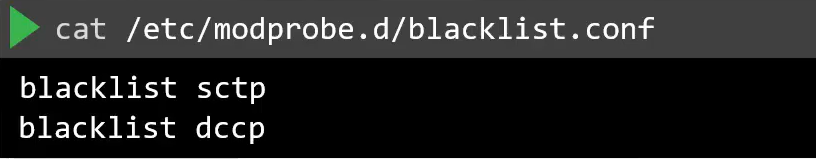 cat /etc/modprobe.d/blacklist.conf
blacklist sctp
blacklist dccp